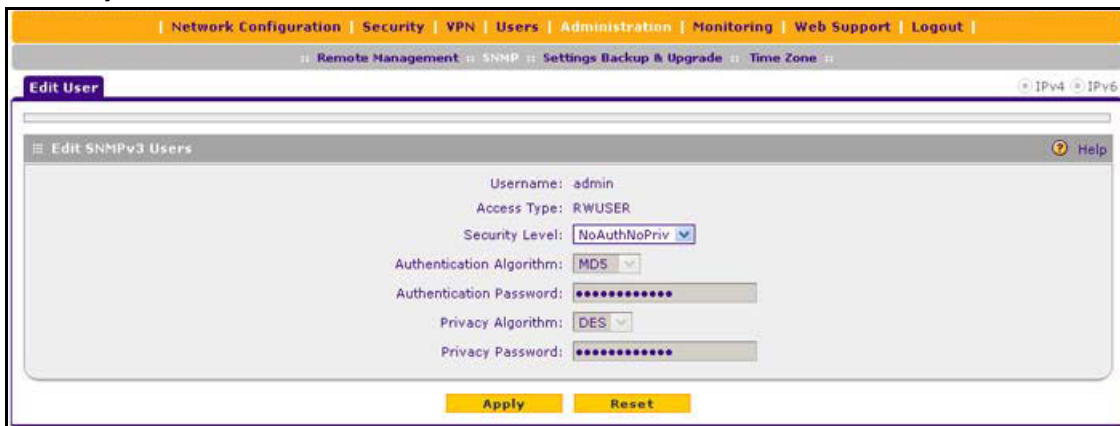 | Network Configuration | Security | VPN | Users | Administration | Monitoring | Web Support | Logout |
:: Remote Management :: SNMP :: Settings Backup & Upgrade :: Time Zone ::
Edit User
IPv4 IPv6
Edit SNMPv3 Users
Help
Username: admin
Access Type: RWUSER
Security Level: NoAuthNoPriv
Authentication Algorithm: MD5
Authentication Password: ••••••••••••
Privacy Algorithm: DES
Privacy Password: ••••••••••••
Apply Reset